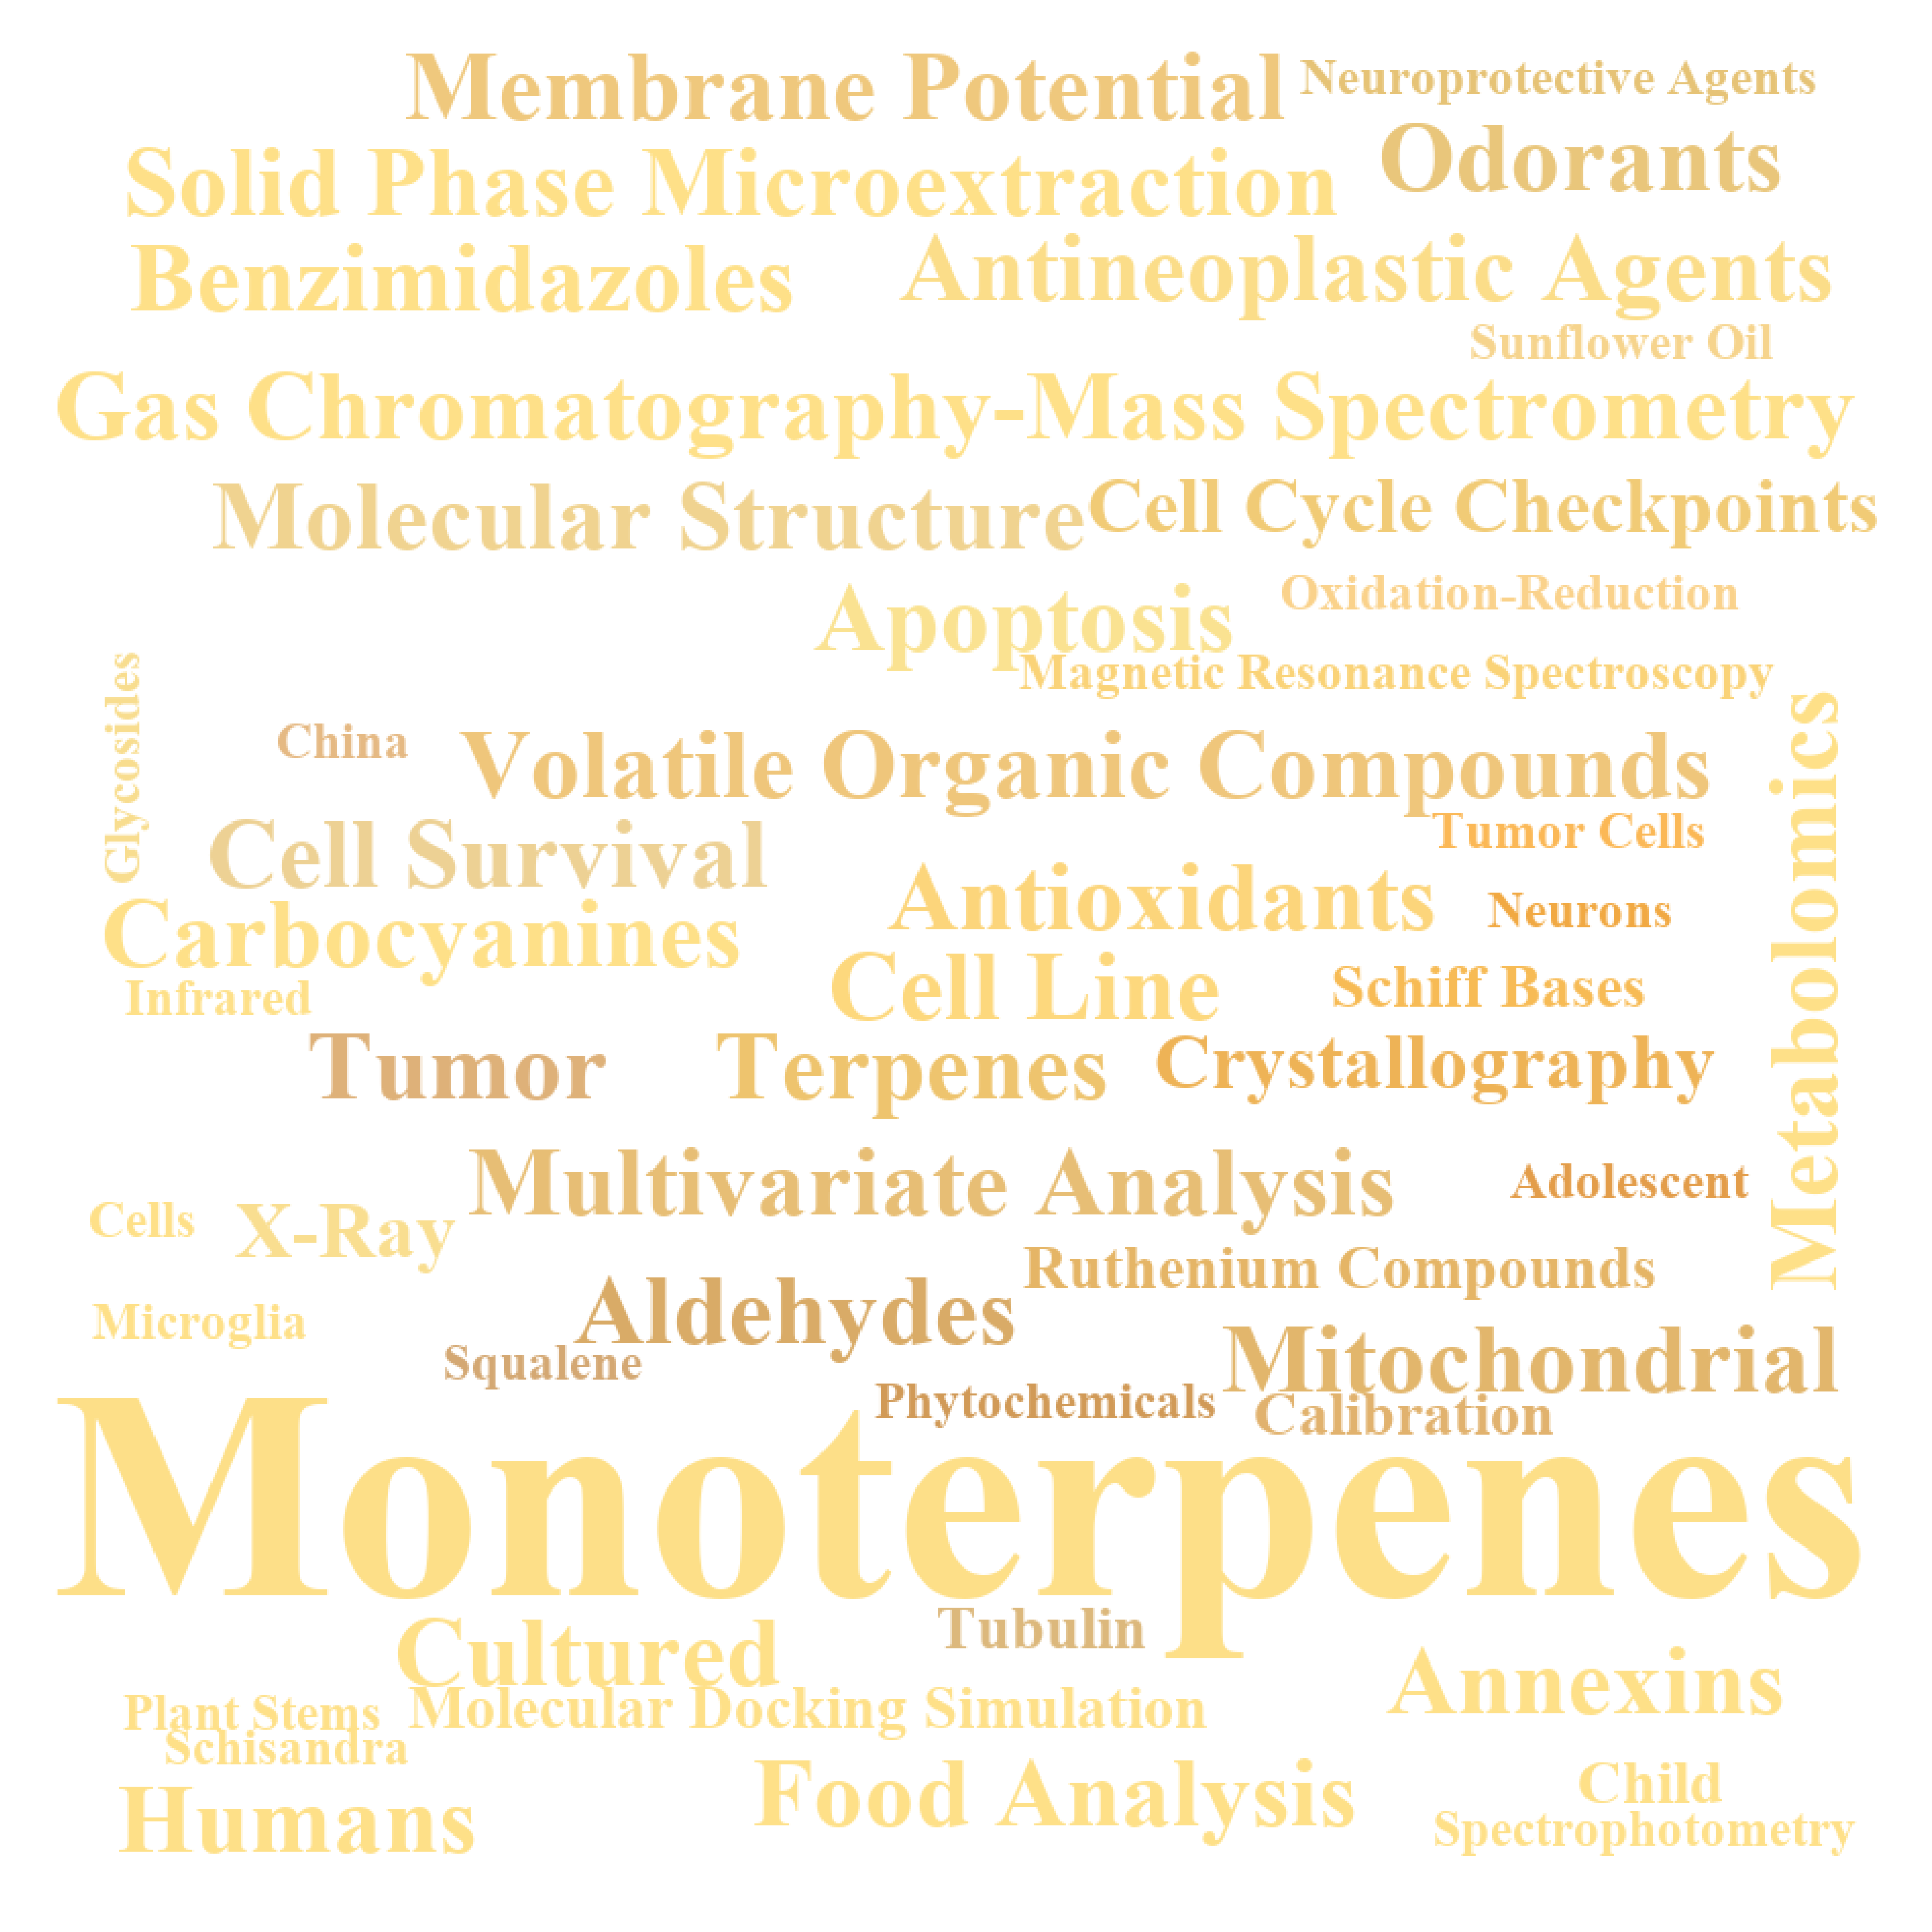 Membrane Potential
Neuroprotective Agents
Odorants
Solid Phase Microextraction
Benzimidazoles
Antineoplastic Agents
Sunflower Oil
Gas Chromatography-Mass Spectrometry
Molecular Structure
Cell Cycle Checkpoints
Apoptosis
Oxidation-Reduction
Magnetic Resonance Spectroscopy
Glycosides
China
Volatile Organic Compounds
Metabolomics
Tumor Cells
Cell Survival
Antioxidants
Neurons
Carbocyanines
Infrared
Cell Line
Schiff Bases
Tumor
Terpenes
Crystallography
Multivariate Analysis
Adolescent
Cells
X-Ray
Ruthenium Compounds
Aldehydes
Microglia
Squalene
Mitochondrial
Phytochemicals
Calibration
Monoterpenes
Tubulin
Cultured
Annexins
Plant Stems
Molecular Docking Simulation
Schisandra
Humans
Food Analysis
Child
Spectrophotometry